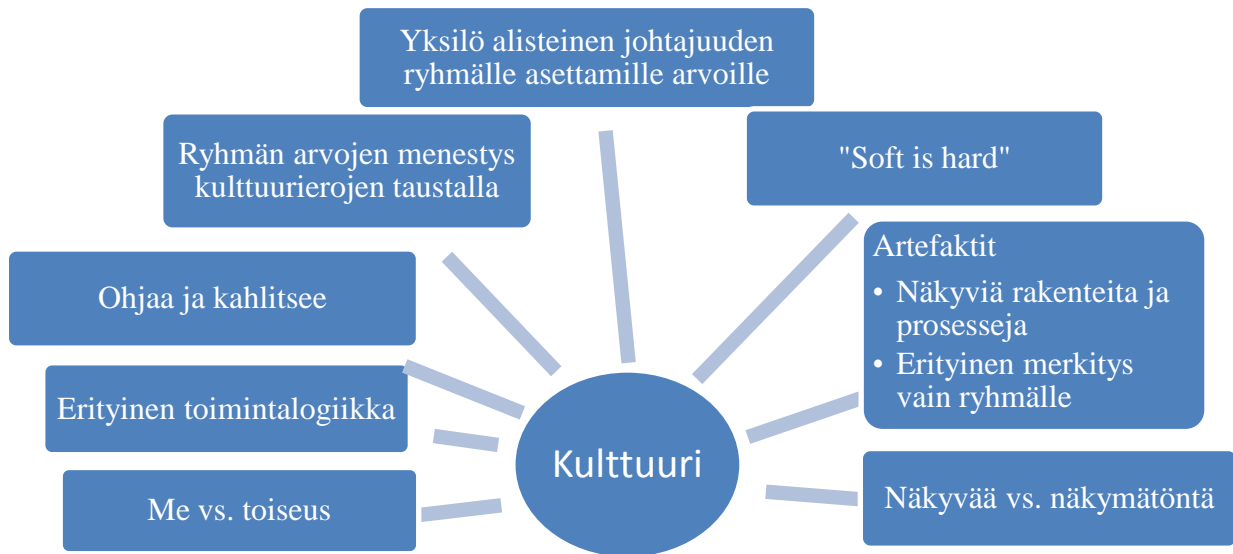 Yksilö alisteinen johtajuuden
ryhmälle asettamille arvoille
Ryhmän arvojen menestys
kulttuurierojen taustalla
"Soft is hard"
Ohjaa ja kahlitsee
Artefaktit
• Näkyviä rakenteita ja
prosesseja
• Erityinen merkitys
vain ryhmälle
Erityinen toimintalogiikka
Kulttuuri
Me vs. toiseus
Näkyvää vs. näkymätöntä